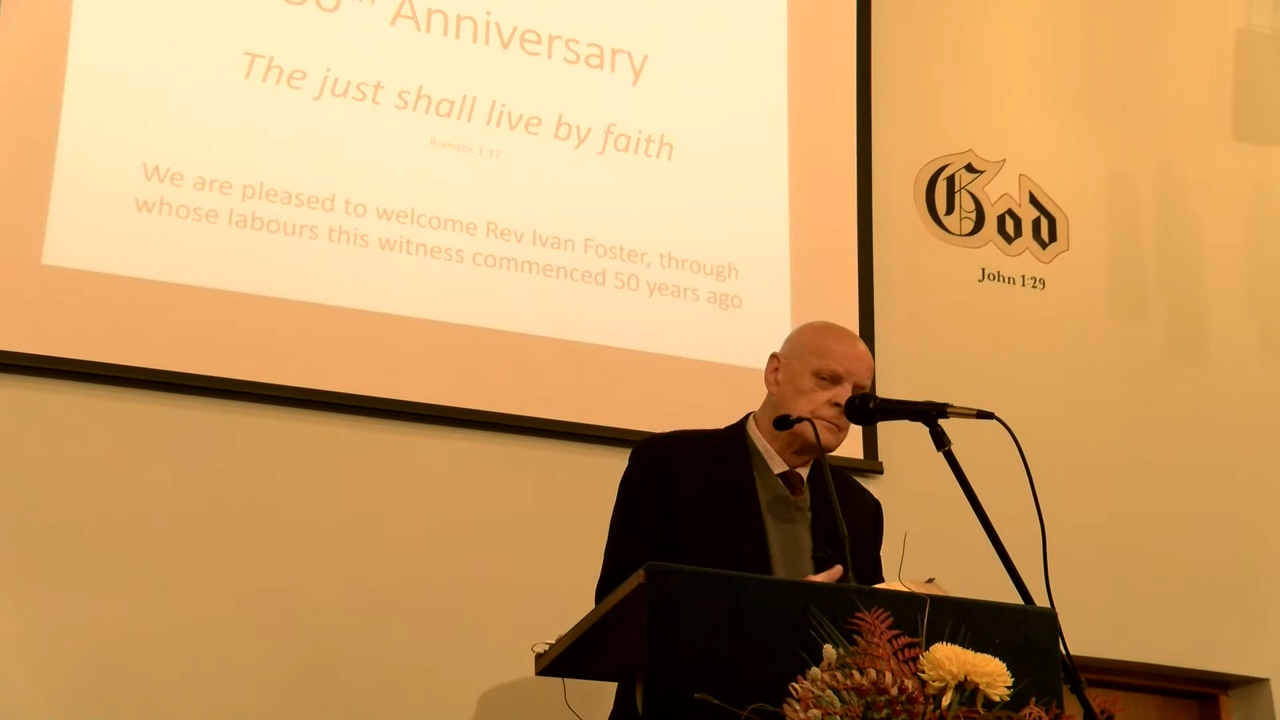 Anniversary
The just shall live by faith
Romans 1.17
We are pleased to welcome Rev Ivan Foster, through
whose labours this witness commenced 50 years ago
God
John 1:29